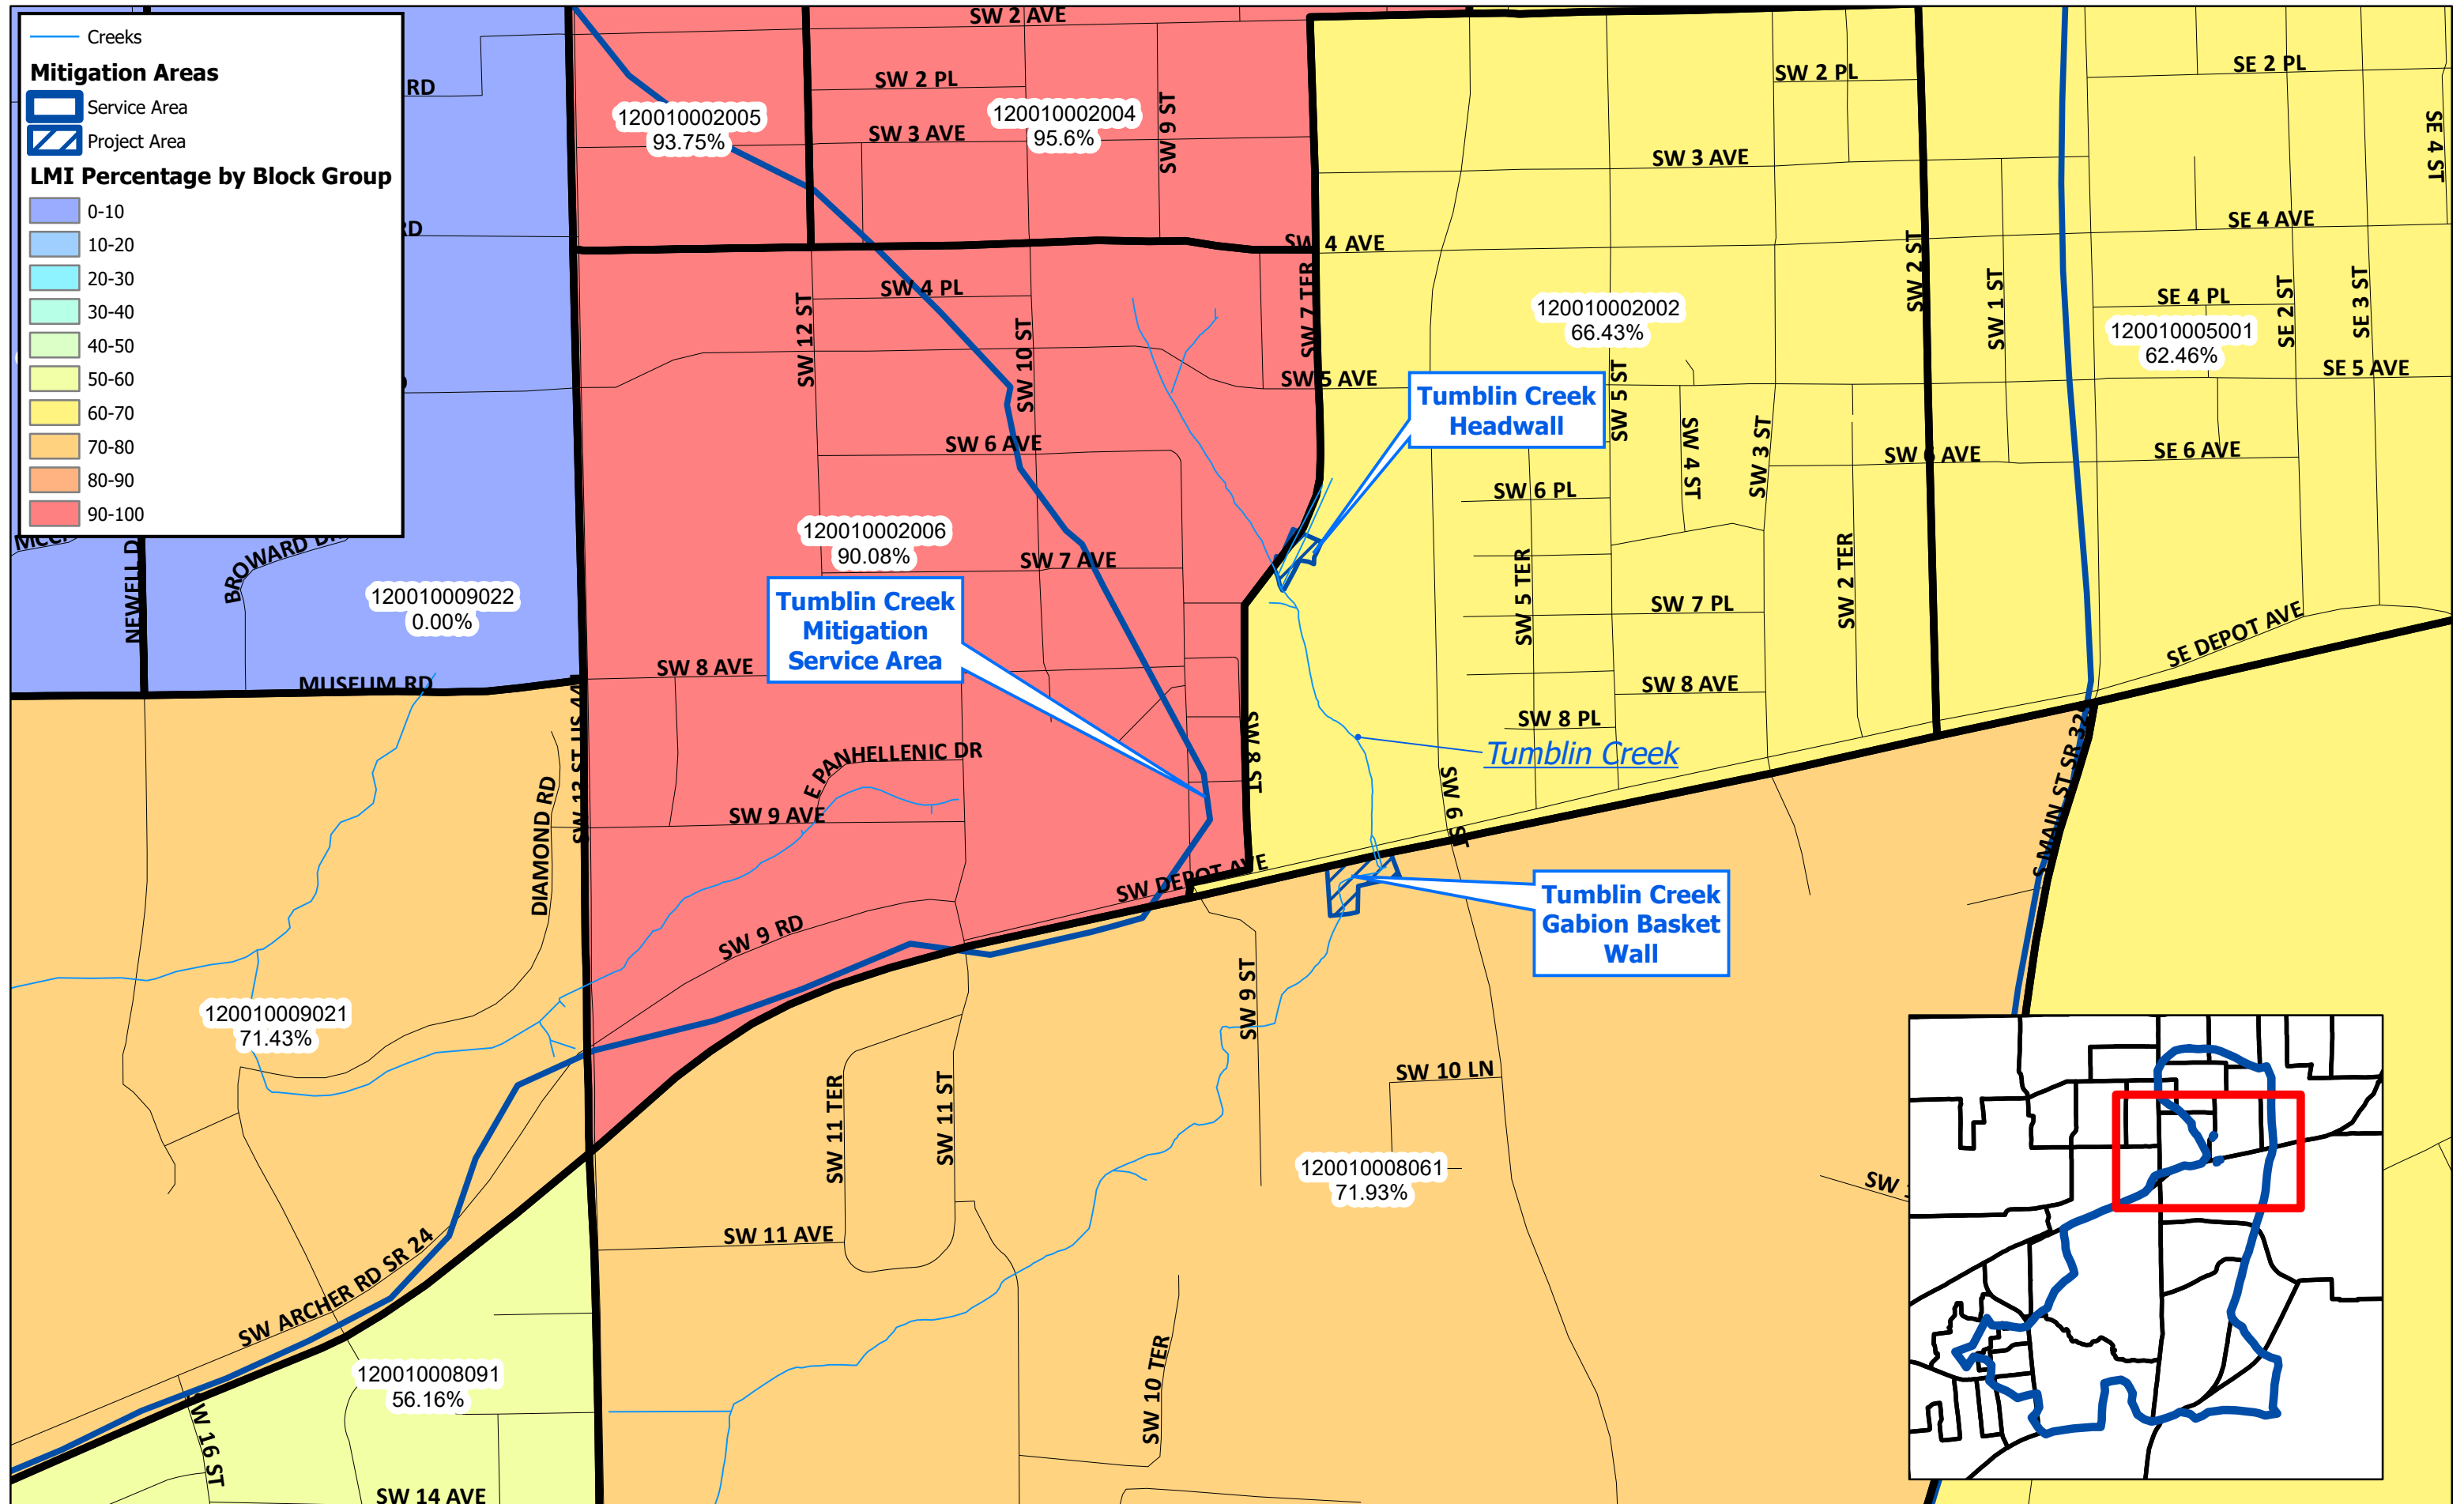 Creeks
Mitigation Areas
Service Area
Project Area
LMI Percentage by Block Group
0-10
10-20
20-30
30-40
40-50
50-60
60-70
70-80
80-90
90-100
RD
RD
SW 2 AVE
SW 2 PL
SW 3 AVE
SW 6 ST
120010002005
93.75%
120010002004
95.6%
SW 2 PL
SE 2 PL
SW 3 AVE
SE 4 ST
SW 4 AVE
SE 4 AVE
SW 4 PL
SW 12 ST
SW 10 ST
SW 7 TER
120010002002
66.43%
SW 2 ST
SW 1 ST
SE 4 PL
SE 2 ST
SE 3 ST
120010005001
62.46%
SW 5 AVE
SE 5 AVE
Tumblin Creek
Headwall
SW 5 ST
SW 4 ST
SW 3 ST
SW 6 AVE
SW 6 AVE
SE 6 AVE
SW 6 PL
120010002006
90.08%
SW 7 AVE
SW 5 TER
SW 2 TER
SW 7 PL
NEWELL D
BROWARD DR
120010009022
0.00%
MUSEUM RD
Tumblin Creek
Mitigation
Service Area
SW 8 AVE
SW 8 AVE
SW 8 PL
SE DEPOT AVE
SW 13 ST US 441
SW 8 ST
Tumblin Creek
SW 6 ST
S MAIN ST SR 329
E PANHELLENIC DR
DIAMOND RD
SW 9 AVE
SW DEPOT AVE
SW 9 RD
Tumblin Creek
Gabion Basket
Wall
SW 9 ST
120010009021
71.43%
SW 11 TER
SW 11 ST
SW 10 LN
120010008061
71.93%
SW
SW 11 AVE
SW ARCHER RD SR 24
SW 10 TER
120010008091
56.16%
W 16 ST
SW 14 AVE